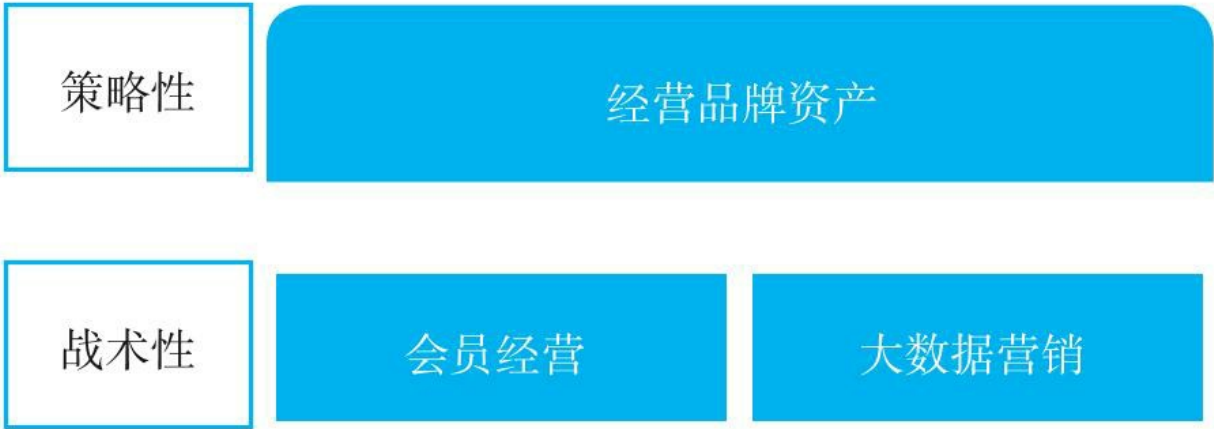 策略性
经营品牌资产
战术性
会员经营
大数据营销